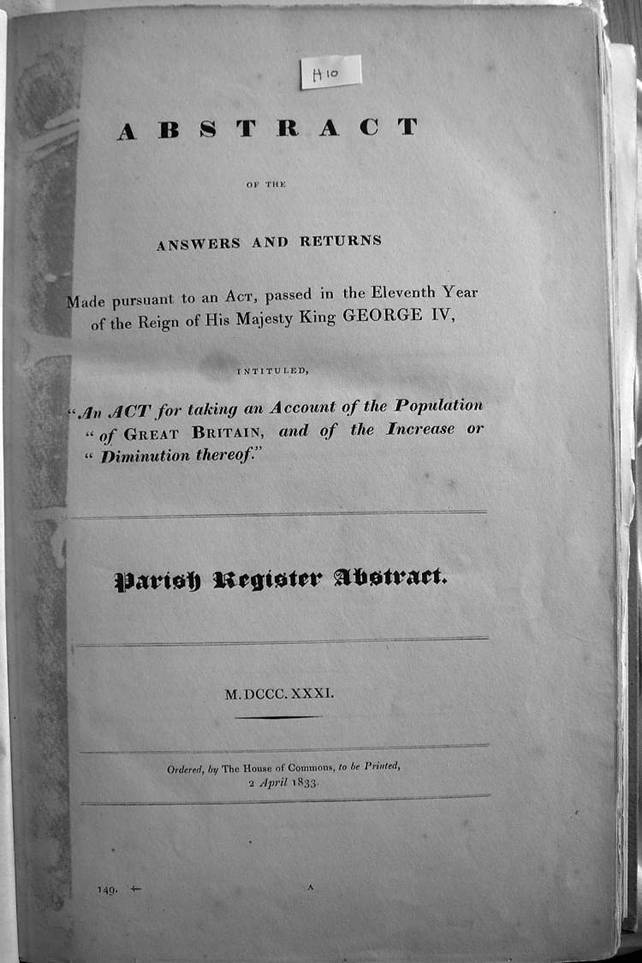 H10
ABSTRACT
OF THE
ANSWERS AND RETURNS
Made pursuant to an ACT, passed in the Eleventh Year
of the Reign of His Majesty King GEORGE IV,
INTITULED,
"An ACT for taking an Account of the Population
" of GREAT BRITAIN, and of the Increase or
" Diminution thereof."
Parish Register Abstract.
M.DCCC.XXXI.
Ordered, by The House of Commons, to be Printed,
2 April 1833.
149. A